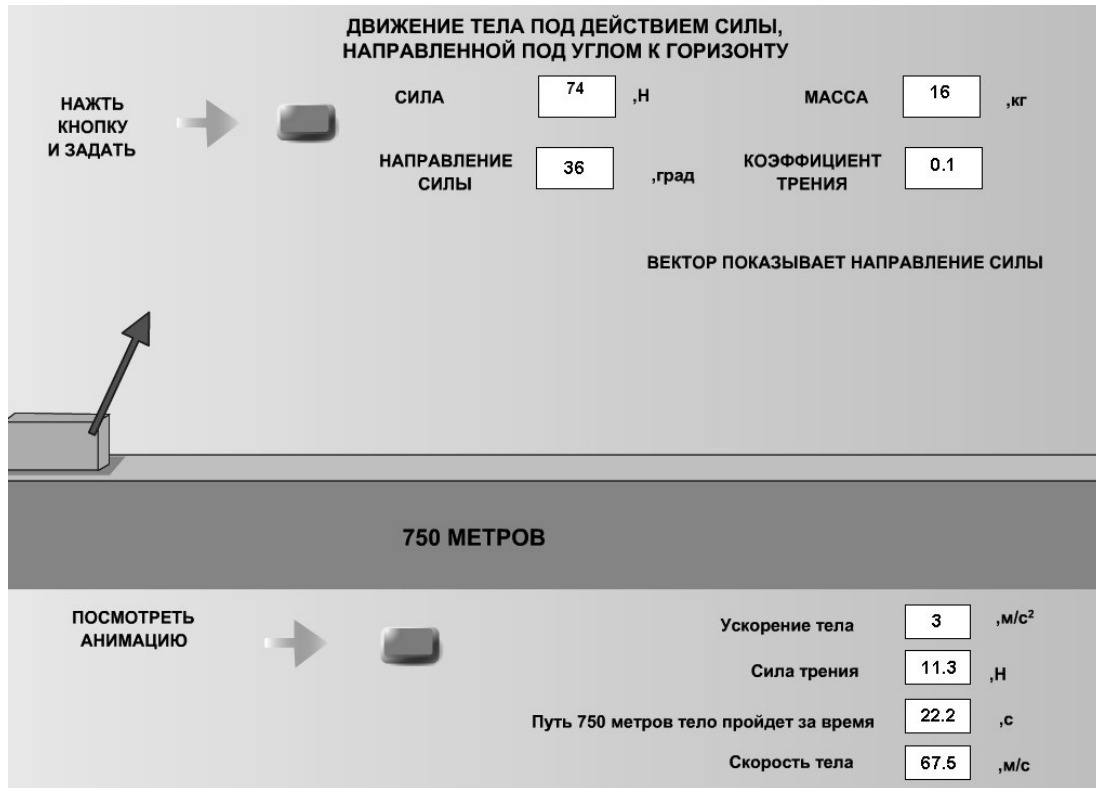 ДВИЖЕНИЕ ТЕЛА ПОД ДЕЙСТВИЕМ СИЛЫ,
НАПРАВЛЕННОЙ ПОД УГЛОМ К ГОРИЗОНТУ
НАЖТЬ
КНОПКУ
И ЗАДАТЬ
СИЛА 74 ,Н
МАССА 16 ,кг
НАПРАВЛЕНИЕ
СИЛЫ
36 ,град
КОЭФФИЦИЕНТ
ТРЕНИЯ
0.1
ВЕКТОР ПОКАЗЫВАЕТ НАПРАВЛЕНИЕ СИЛЫ
750 МЕТРОВ
ПОСМОТРЕТЬ
АНИМАЦИЮ
Ускорение тела 3 ,м/с²
Сила трения 11.3 ,Н
Путь 750 метров тело пройдет за время 22.2 ,с
Скорость тела 67.5 ,м/с